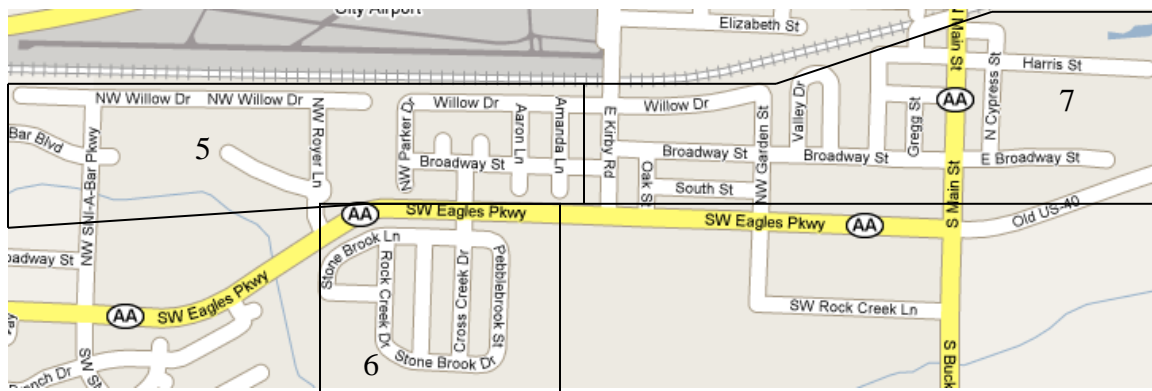 City Airport
Elizabeth St
N Main St
Harris St
7
NW Willow Dr
NW Willow Dr
Willow Dr
Willow Dr
AA
N Cypress St
Gregg St
Valley Dr
NW Garden St
E Kirby Rd
Amanda Ln
Aaron Ln
NW Parker Dr
NW Royer Ln
Bar Blvd
NW SNI-A-Bar Pkwy
5
Broadway St
Broadway St
Broadway St
E Broadway St
Oak St
South St
S Main St
AA
SW Eagles Pkwy
SW Eagles Pkwy
AA
Old US-40
Stone Brook Ln
Rock Creek Dr
Cross Creek Dr
Pebblebrook St
oadway St
SW Eagles Pkwy
AA
SW Rock Creek Ln
S Buck
Stone Brook Dr
6